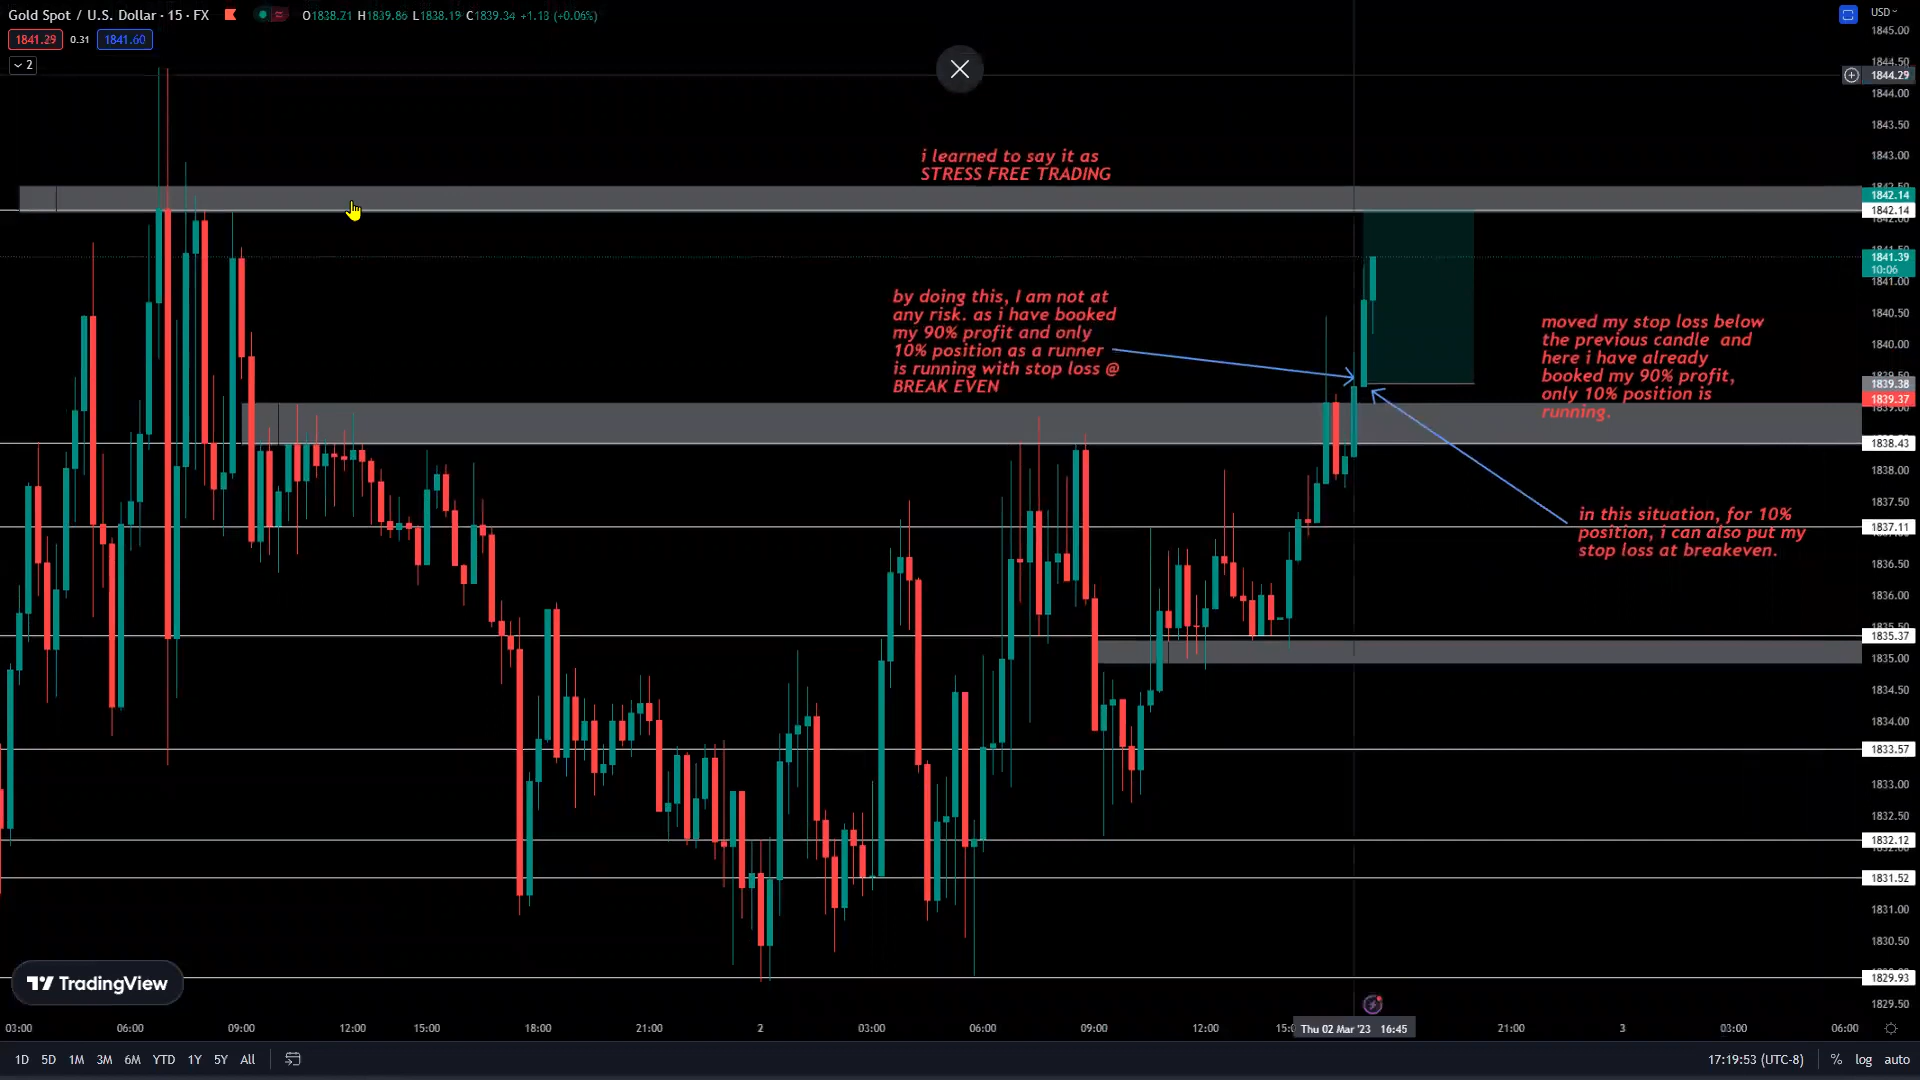 Gold Spot / U.S. Dollar · 15 · FX
O1838.21 H1839.86 L1838.19 C1839.34 +1.13 (+0.06%)
1841.29 0.31 1841.60
2
USD
1845.00
1844.50
1844.29
1844.00
1843.50
1843.00
1842.14
1842.14
1841.39
10:06
1841.00
1840.50
1840.00
1839.38
1839.37
1838.43
1838.00
1837.50
1837.11
1836.50
1836.00
1835.37
1835.00
1834.50
1834.00
1833.57
1833.00
1832.50
1832.12
1831.52
1831.00
1830.50
1829.93
1829.50
i learned to say it as
STRESS FREE TRADING
by doing this, I am not at
any risk. as i have booked
my 90% profit and only
10% position as a runner
is running with stop loss @
BREAK EVEN
moved my stop loss below
the previous candle and
here i have already
booked my 90% profit,
only 10% position is
running.
in this situation, for 10%
position, i can also put my
stop loss at breakeven.
TradingView
03:00 06:00 09:00 12:00 15:00 18:00 21:00 2 03:00 06:00 09:00 12:00 Thu 02 Mar '23 16:45 21:00 3 03:00 06:00
1D 5D 1M 3M 6M YTD 1Y 5Y All
17:19:53 (UTC-8) % log auto